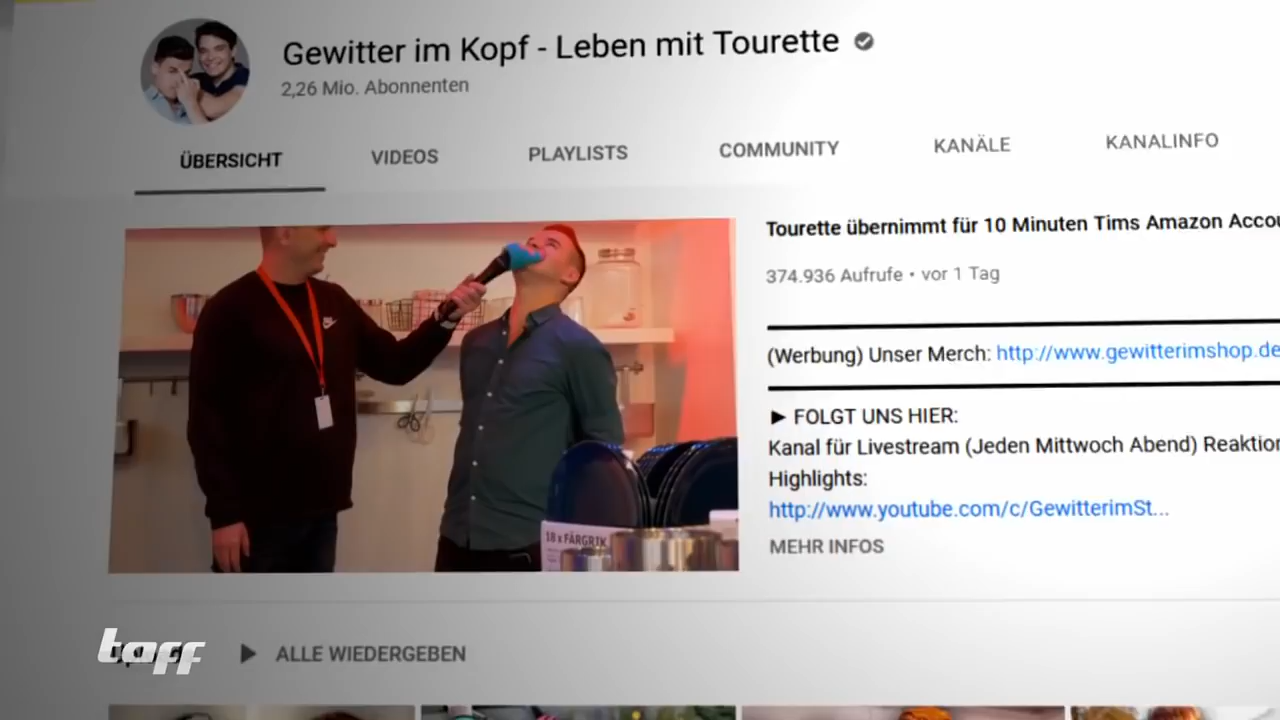 Gewitter im Kopf - Leben mit Tourette
2,26 Mio. Abonnenten
ÜBERSICHT VIDEOS PLAYLISTS COMMUNITY KANÄLE KANALINFO
Tourette übernimmt für 10 Minuten Tims Amazon Accou
374.936 Aufrufe • vor 1 Tag
(Werbung) Unser Merch: http://www.gewitterimshop.de
► FOLGT UNS HIER:
Kanal für Livestream (Jeden Mittwoch Abend) Reaktion
Highlights:
http://www.youtube.com/c/GewitterimSt...
MEHR INFOS
18 x FÄRGRIK
taff
ALLE WIEDERGEBEN